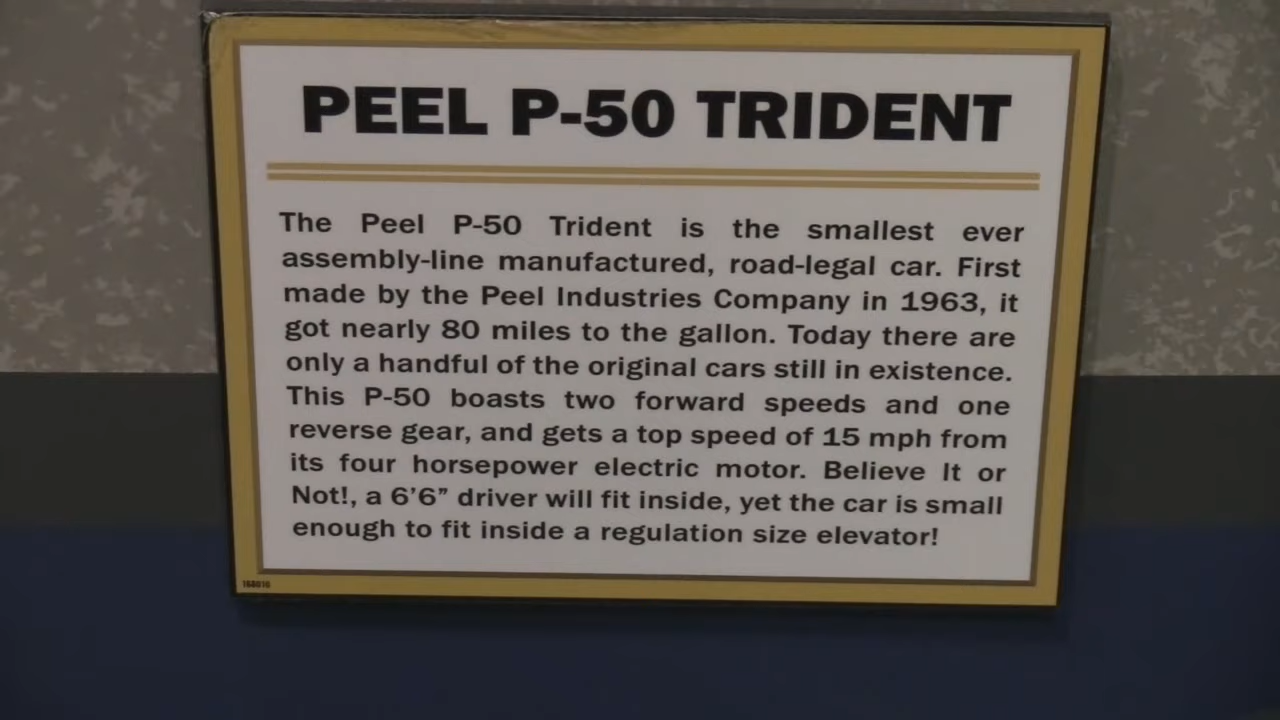 PEEL P-50 TRIDENT
The Peel P-50 Trident is the smallest ever
assembly-line manufactured, road-legal car. First
made by the Peel Industries Company in 1963, it
got nearly 80 miles to the gallon. Today there are
only a handful of the original cars still in existence.
This P-50 boasts two forward speeds and one
reverse gear, and gets a top speed of 15 mph from
its four horsepower electric motor. Believe It or
Not!, a 6’6” driver will fit inside, yet the car is small
enough to fit inside a regulation size elevator!